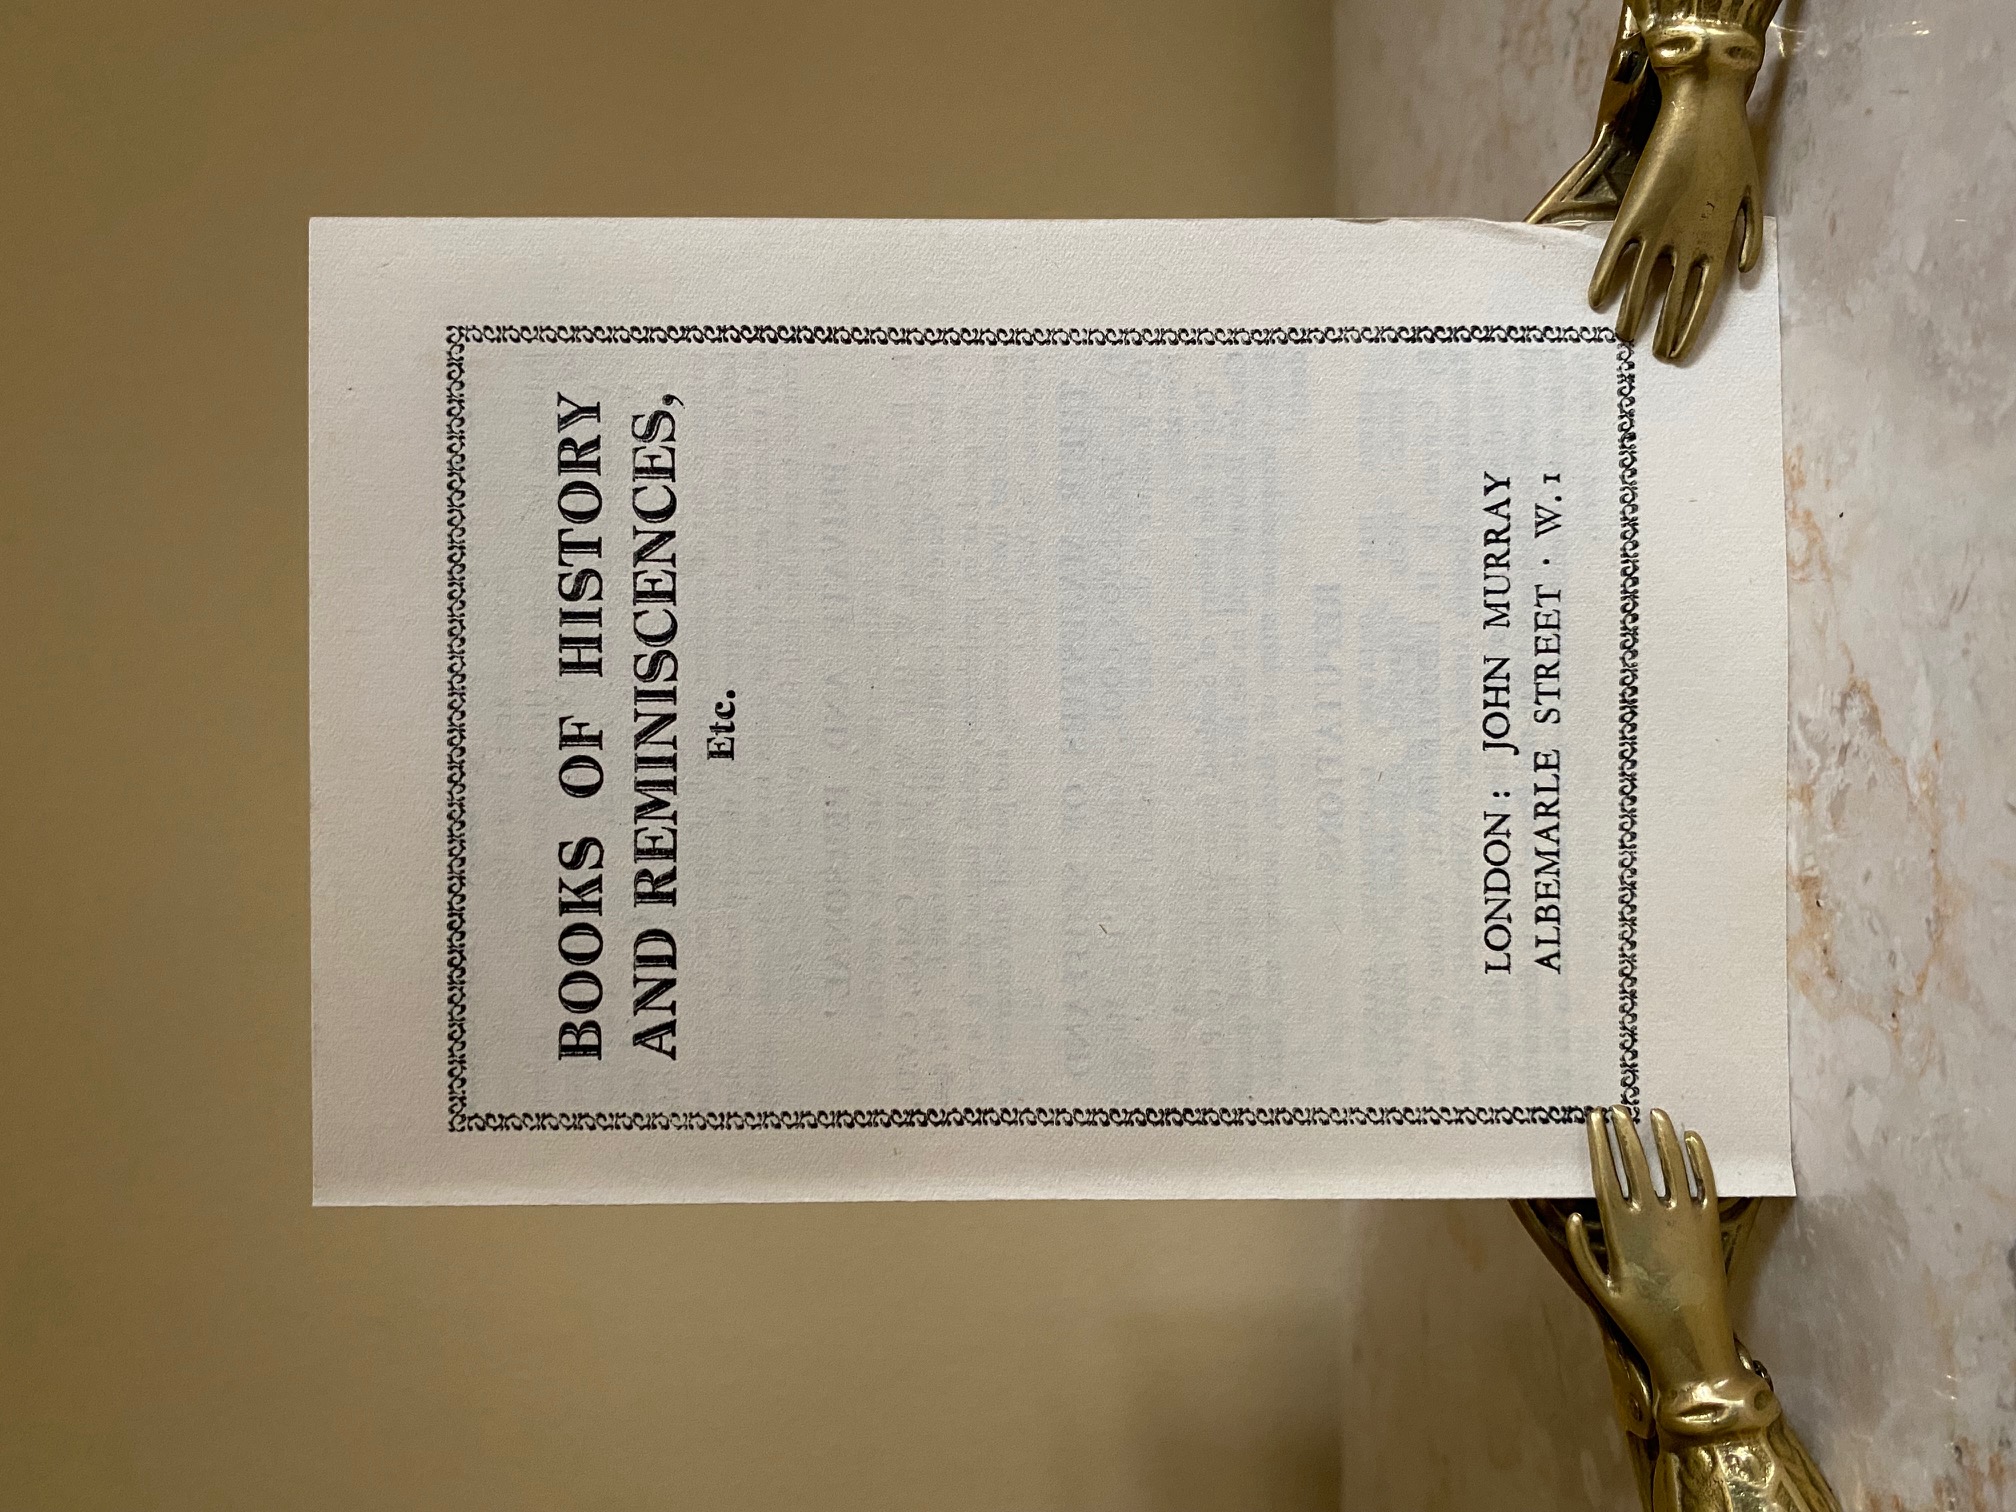 BOOKS OF HISTORY
AND REMINISCENCES,
Etc.
LONDON: JOHN MURRAY
ALBEMARLE STREET · W.1